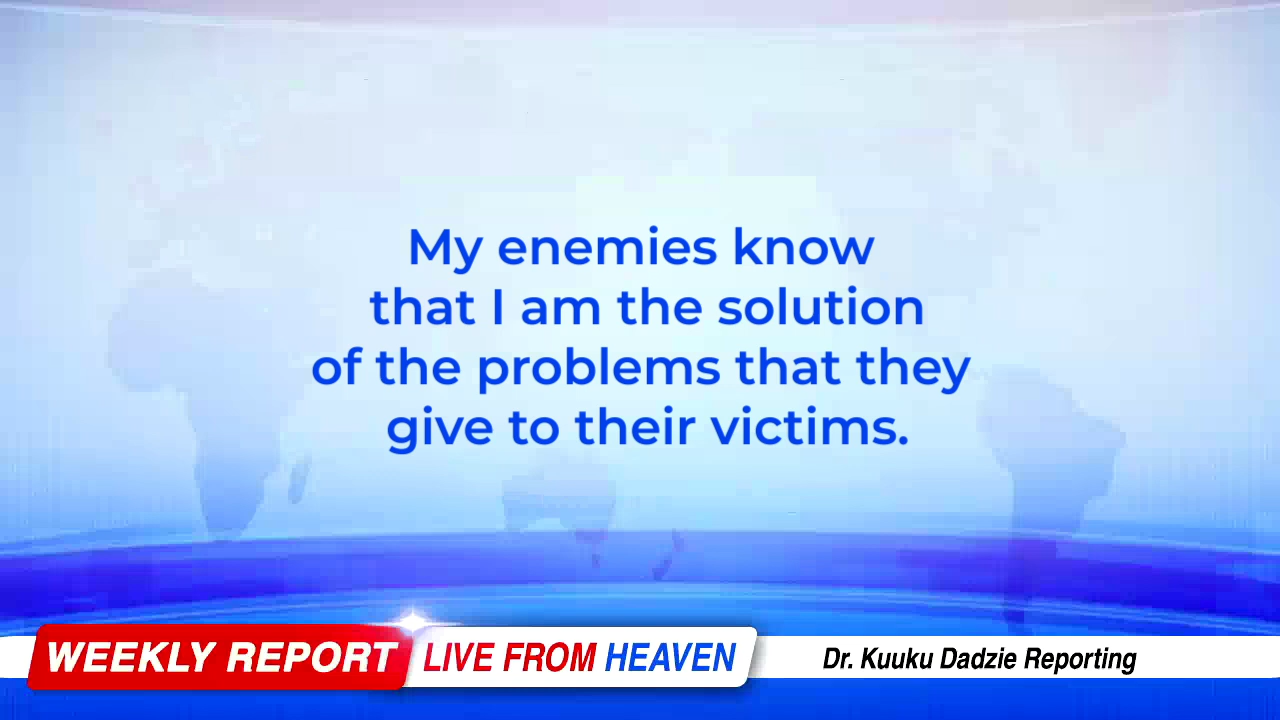 My enemies know
that I am the solution
of the problems that they
give to their victims.
WEEKLY REPORT LIVE FROM HEAVEN Dr. Kuuku Dadzie Reporting